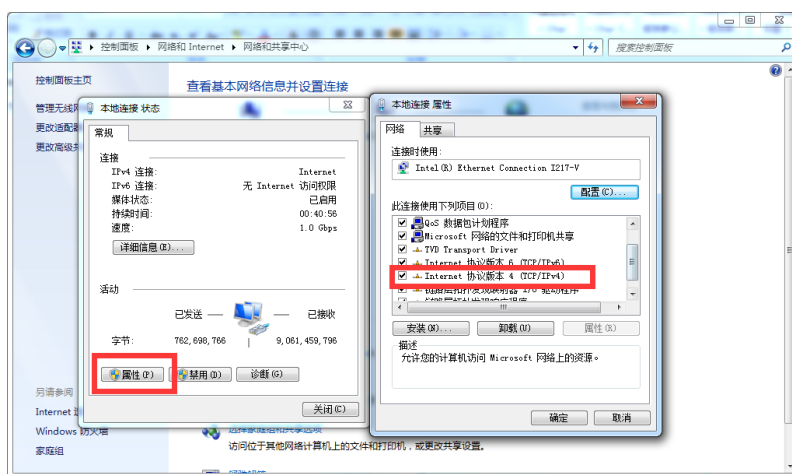 控制面板 ▸ 网络和 Internet ▸ 网络和共享中心
搜索控制面板
控制面板主页
查看基本网络信息并设置连接
管理无线
更改适配
更改高级
本地连接 状态
常规
连接
IPv4 连接: Internet
IPv6 连接: 无 Internet 访问权限
媒体状态: 已启用
持续时间: 00:40:56
速度: 1.0 Gbps
详细信息(E)...
活动
已发送 — — 已接收
字节: 762,698,766 | 9,061,459,796
属性(P)
禁用(D)
诊断(G)
关闭(C)
本地连接 属性
网络
共享
连接时使用:
Intel(R) Ethernet Connection I217-V
配置(C)...
此连接使用下列项目(O):
QoS 数据包计划程序
Microsoft 网络的文件和打印机共享
TVD Transport Driver
Internet 协议版本 6 (TCP/IPv6)
Internet 协议版本 4 (TCP/IPv4)
安装(N)...
卸载(U)
属性(R)
描述
允许您的计算机访问 Microsoft 网络上的资源。
确定
取消
另请参阅
Internet
Windows 防火墙
家庭组
选择家庭组和共享选项
访问位于其他网络计算机上的文件和打印机，或更改共享设置。